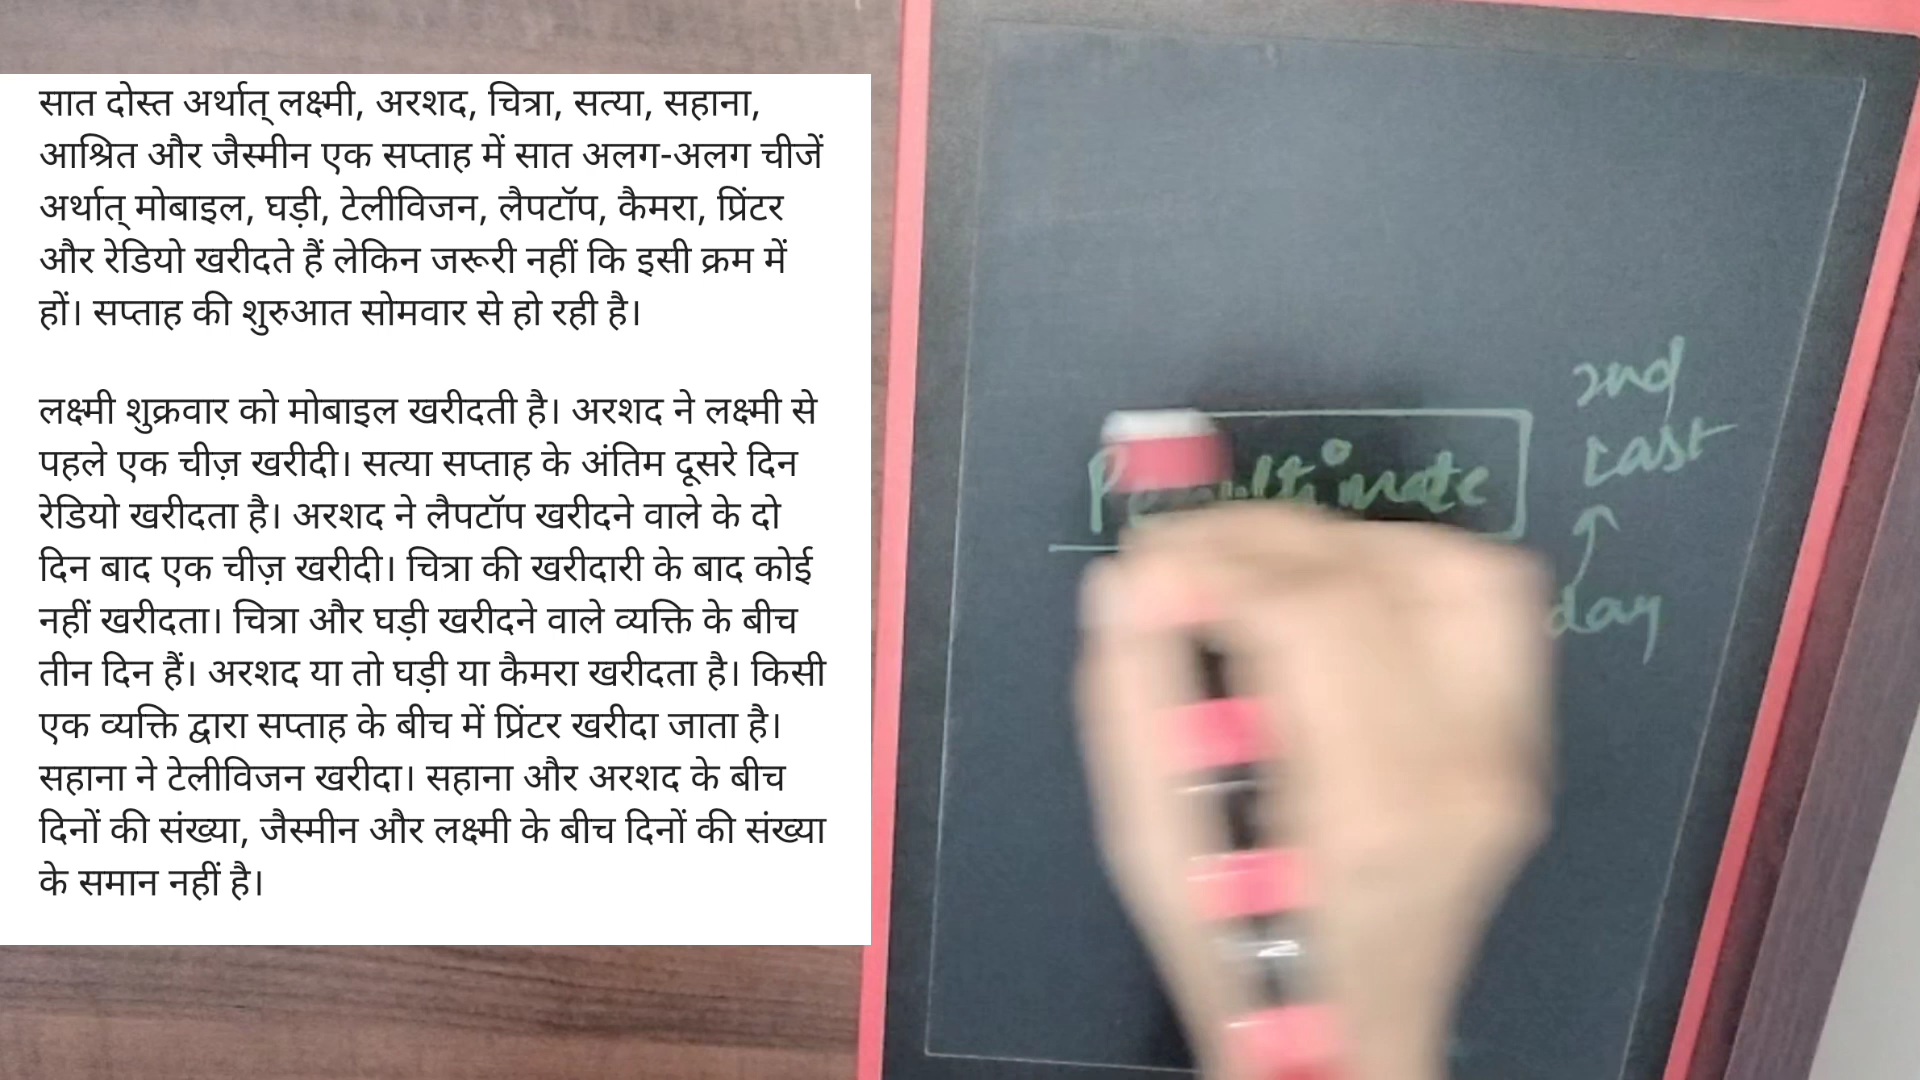 सात दोस्त अर्थात् लक्ष्मी, अरशद, चित्रा, सत्या, सहाना,
आश्रित और जैस्मीन एक सप्ताह में सात अलग-अलग चीजें
अर्थात् मोबाइल, घड़ी, टेलीविजन, लैपटॉप, कैमरा, प्रिंटर
और रेडियो खरीदते हैं लेकिन जरूरी नहीं कि इसी क्रम में
हों। सप्ताह की शुरुआत सोमवार से हो रही है।
लक्ष्मी शुक्रवार को मोबाइल खरीदती है। अरशद ने लक्ष्मी से
पहले एक चीज़ खरीदी। सत्या सप्ताह के अंतिम दूसरे दिन
रेडियो खरीदता है। अरशद ने लैपटॉप खरीदने वाले के दो
दिन बाद एक चीज़ खरीदी। चित्रा की खरीदारी के बाद कोई
नहीं खरीदता। चित्रा और घड़ी खरीदने वाले व्यक्ति के बीच
तीन दिन हैं। अरशद या तो घड़ी या कैमरा खरीदता है। किसी
एक व्यक्ति द्वारा सप्ताह के बीच में प्रिंटर खरीदा जाता है।
सहाना ने टेलीविजन खरीदा। सहाना और अरशद के बीच
दिनों की संख्या, जैस्मीन और लक्ष्मी के बीच दिनों की संख्या
के समान नहीं है।
2nd
last
day